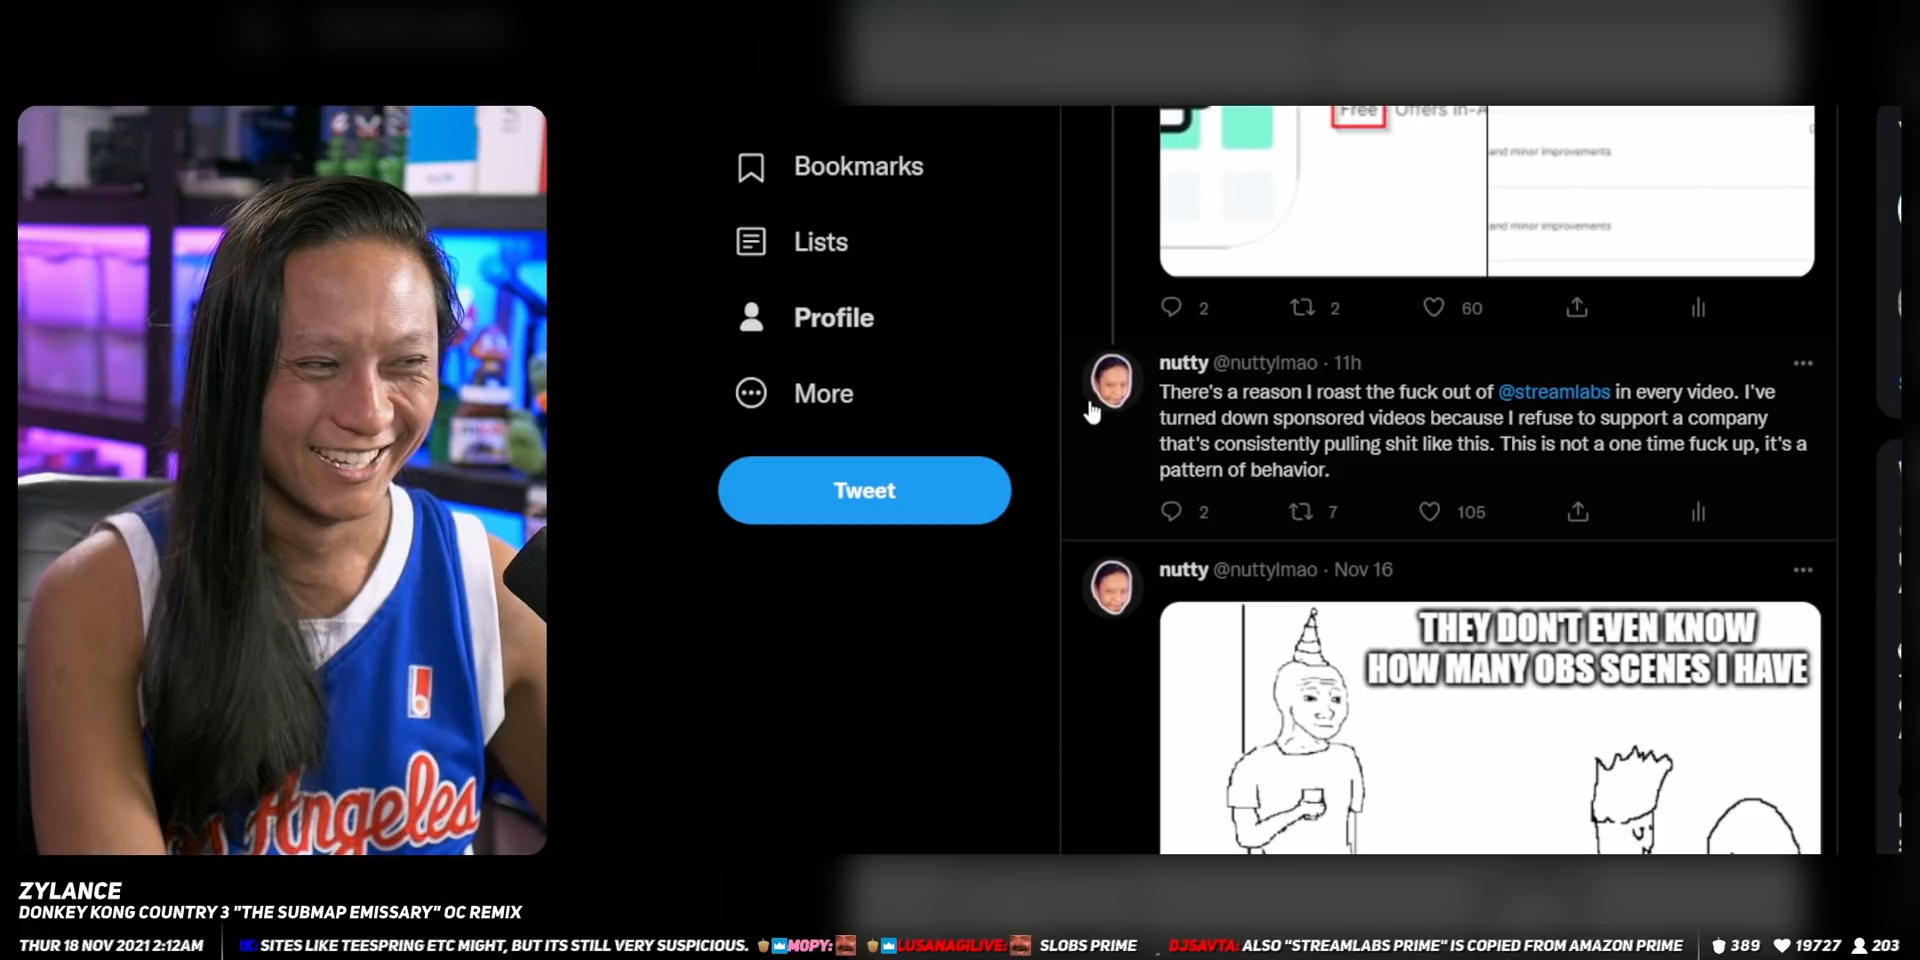 Free Offers In-A
and minor improvements
and minor improvements
Bookmarks
Lists
Profile
More
Tweet
2 2 60
nutty @nuttylmao · 11h
There's a reason I roast the fuck out of @streamlabs in every video. I've
turned down sponsored videos because I refuse to support a company
that's consistently pulling shit like this. This is not a one time fuck up, it's a
pattern of behavior.
2 7 105
nutty @nuttylmao · Nov 16
THEY DON'T EVEN KNOW
HOW MANY OBS SCENES I HAVE
Los Angeles
ZYLANCE
DONKEY KONG COUNTRY 3 "THE SUBMAP EMISSARY" OC REMIX
THUR 18 NOV 2021 2:12AM SITES LIKE TEESPRING ETC MIGHT, BUT ITS STILL VERY SUSPICIOUS. M0PY: LUSANAGILIVE: SLOBS PRIME DJSAVTA: ALSO "STREAMLABS PRIME" IS COPIED FROM AMAZON PRIME 389 19727 203